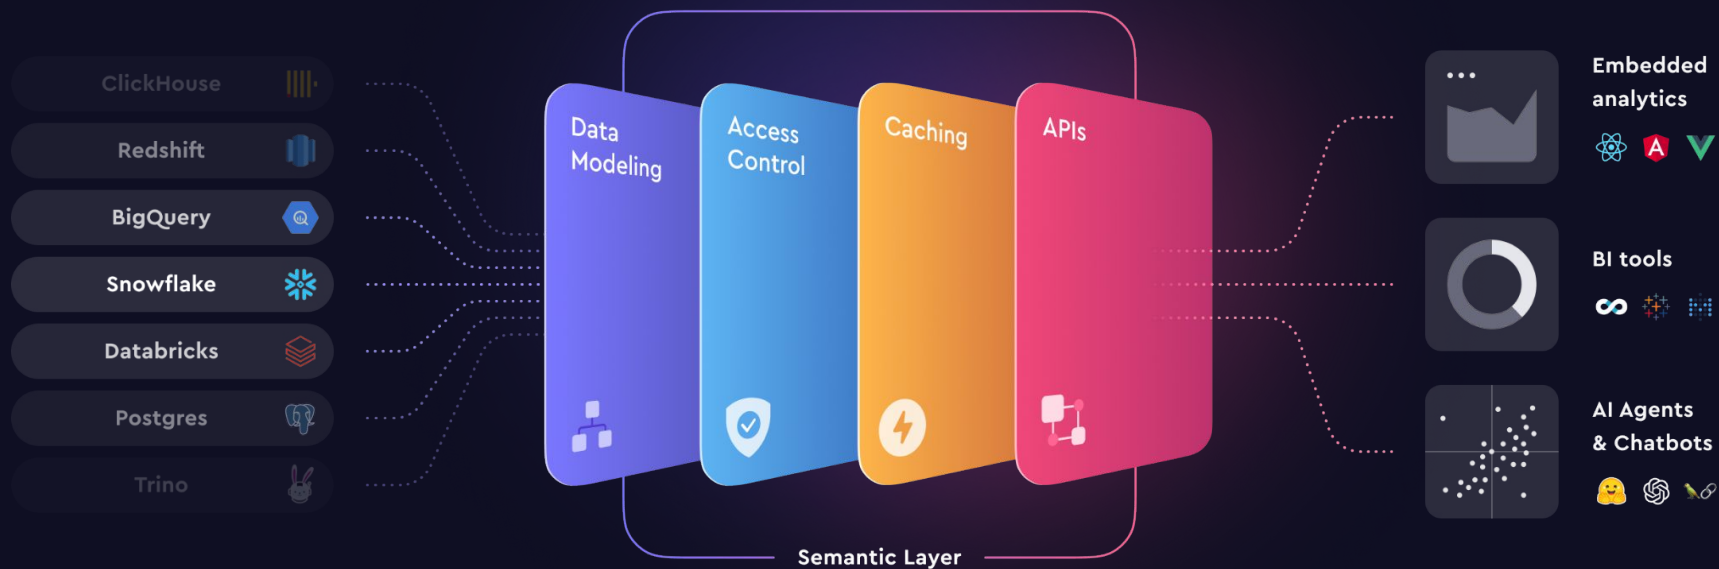 ClickHouse
Redshift
BigQuery
Snowflake
Databricks
Postgres
Trino
Data
Modeling
Access
Control
Caching
APIs
Semantic Layer
Embedded
analytics
BI tools
AI Agents
& Chatbots